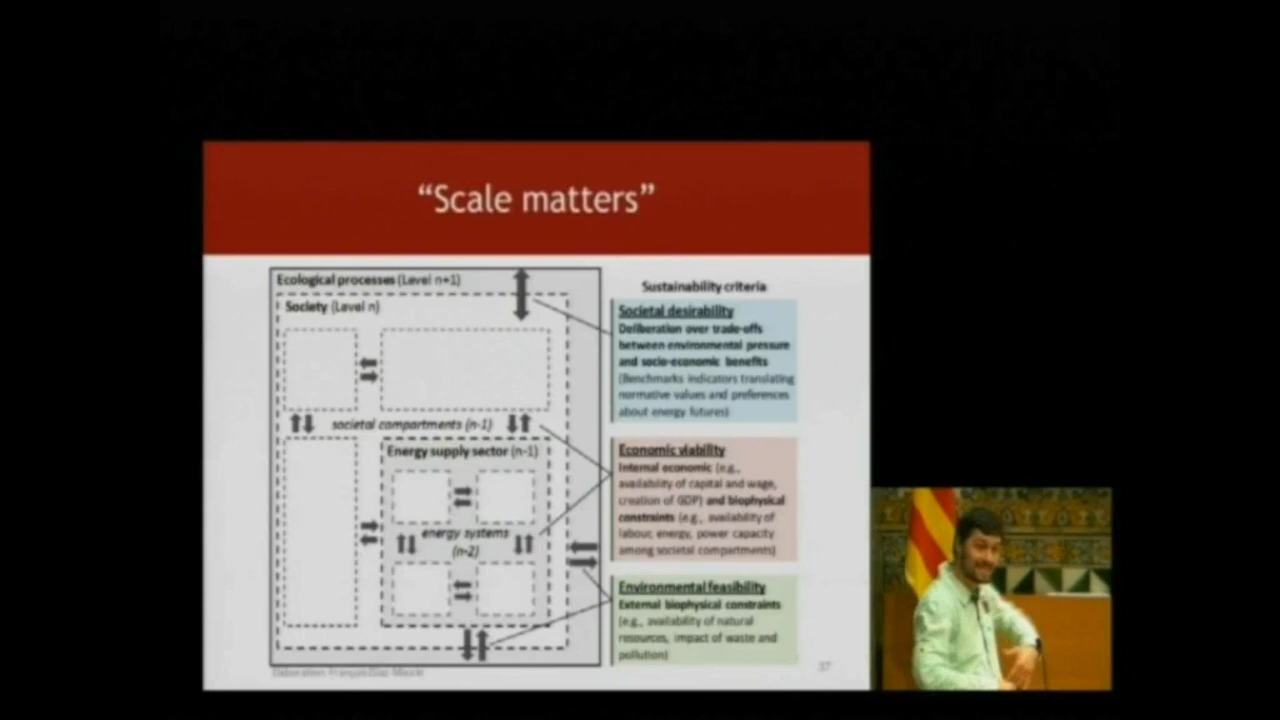 “Scale matters”
Ecological processes (Level n+1)
Society (Level n)
societal compartments (n-1)
Energy supply sector (n-1)
energy systems
(n-2)
Sustainability criteria
Societal desirability
Deliberation over trade-offs
between environmental pressure
and socio-economic benefits
(Benchmarks indicators translating
normative values and preferences
about energy futures)
Economic viability
Internal economic (e.g.,
availability of capital and wage,
creation of GDP) and biophysical
constraints (e.g., availability of
labour, energy, power capacity
among societal compartments)
Environmental feasibility
External biophysical constraints
(e.g., availability of natural
resources, impact of waste and
pollution)
37